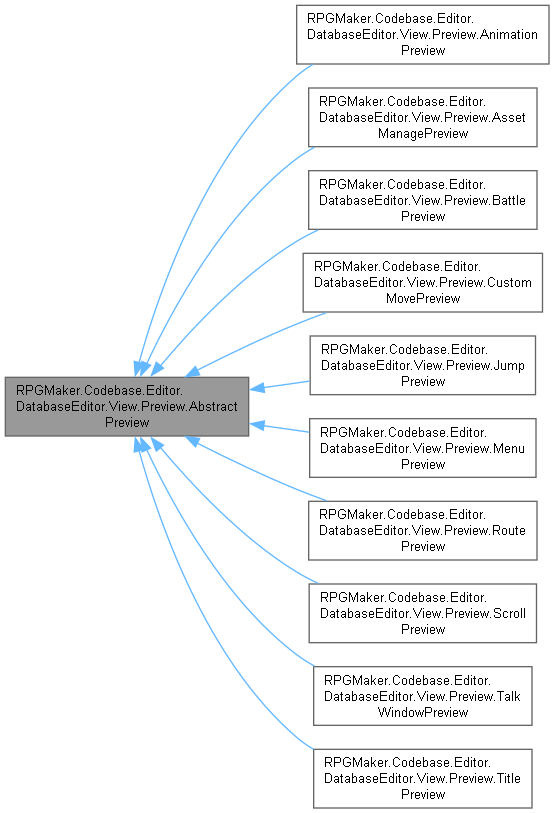 RPGMaker.Codebase.Editor.
DatabaseEditor.View.Preview.Animation
Preview
RPGMaker.Codebase.Editor.
DatabaseEditor.View.Preview.Asset
ManagePreview
RPGMaker.Codebase.Editor.
DatabaseEditor.View.Preview.Battle
Preview
RPGMaker.Codebase.Editor.
DatabaseEditor.View.Preview.Custom
MovePreview
RPGMaker.Codebase.Editor.
DatabaseEditor.View.Preview.Jump
Preview
RPGMaker.Codebase.Editor.
DatabaseEditor.View.Preview.Abstract
Preview
RPGMaker.Codebase.Editor.
DatabaseEditor.View.Preview.Menu
Preview
RPGMaker.Codebase.Editor.
DatabaseEditor.View.Preview.Route
Preview
RPGMaker.Codebase.Editor.
DatabaseEditor.View.Preview.Scroll
Preview
RPGMaker.Codebase.Editor.
DatabaseEditor.View.Preview.Talk
WindowPreview
RPGMaker.Codebase.Editor.
DatabaseEditor.View.Preview.Title
Preview